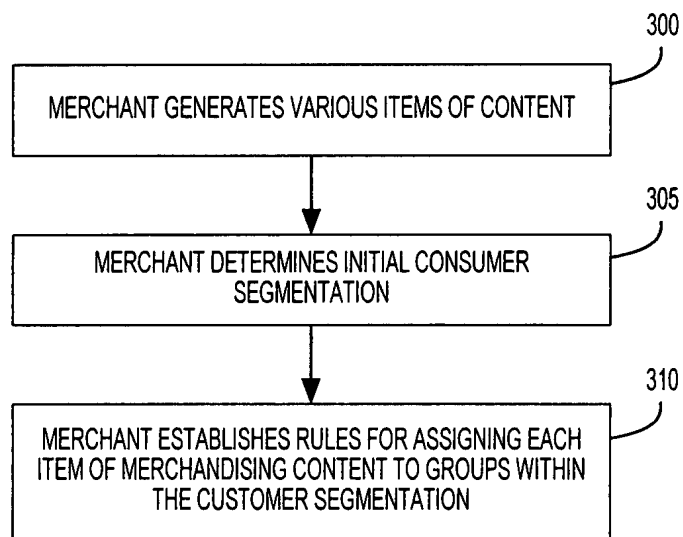 300
MERCHANT GENERATES VARIOUS ITEMS OF CONTENT
305
MERCHANT DETERMINES INITIAL CONSUMER
SEGMENTATION
310
MERCHANT ESTABLISHES RULES FOR ASSIGNING EACH
ITEM OF MERCHANDISING CONTENT TO GROUPS WITHIN
THE CUSTOMER SEGMENTATION